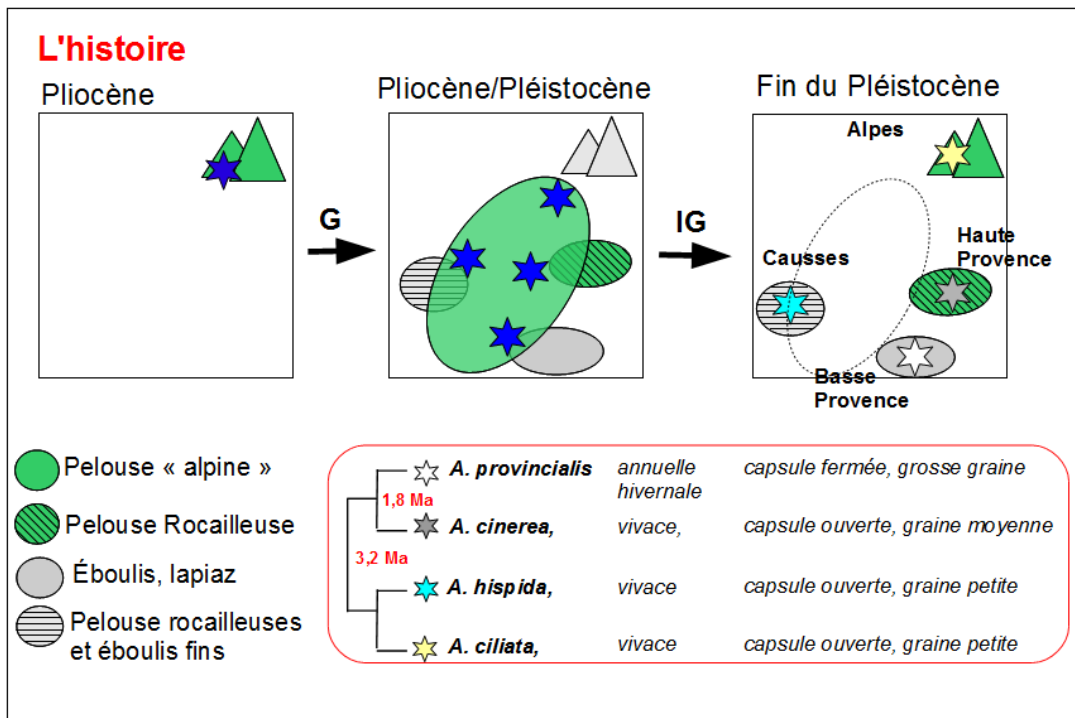 L'histoire
Pliocène
Pliocène/Pléistocène
Fin du Pléistocène
Alpes
G
IG
Causses
Haute
Provence
Basse
Provence
Pelouse « alpine »
Pelouse Rocailleuse
Éboulis, lapiaz
Pelouse rocailleuses
et éboulis fins
A. provincialis annuelle hivernale capsule fermée, grosse graine
1,8 Ma
A. cinerea, vivace, capsule ouverte, graine moyenne
3,2 Ma
A. hispida, vivace capsule ouverte, graine petite
A. ciliata, vivace capsule ouverte, graine petite